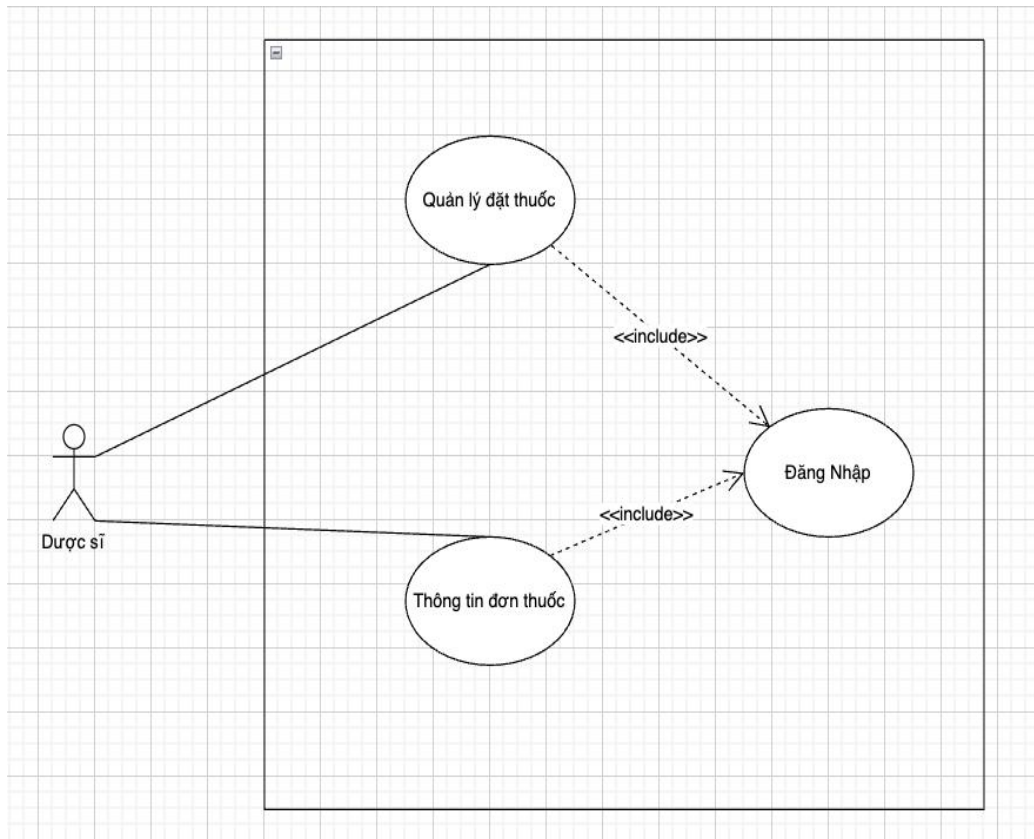 Quản lý đặt thuốc
<<include>>
Đăng Nhập
<<include>>
Dược sĩ
Thông tin đơn thuốc